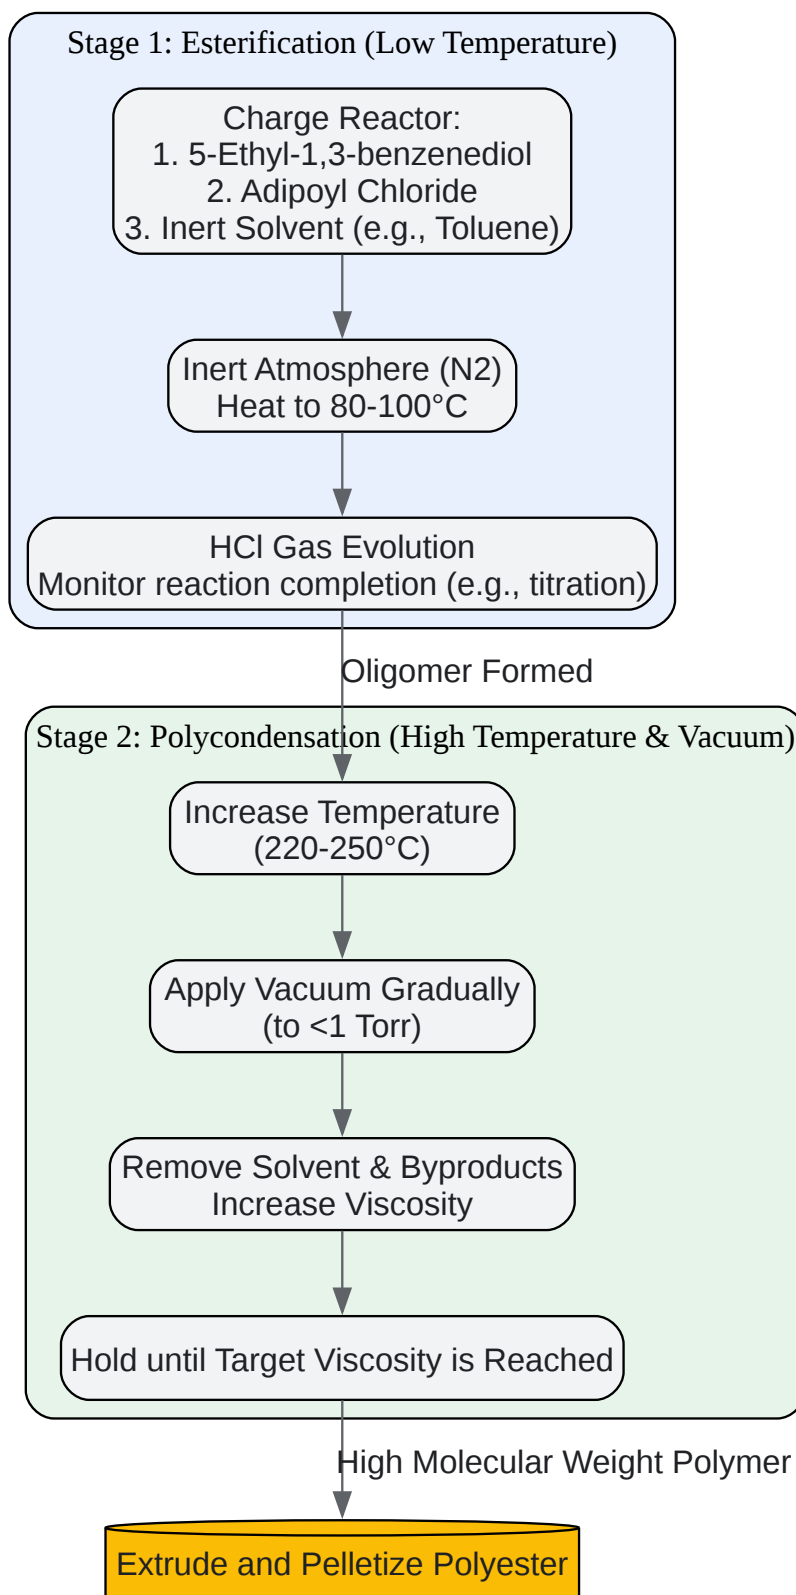 Stage 1: Esterification (Low Temperature)
Charge Reactor:
1. 5-Ethyl-1,3-benzenediol
2. Adipoyl Chloride
3. Inert Solvent (e.g., Toluene)
Inert Atmosphere (N2)
Heat to 80-100°C
HCl Gas Evolution
Monitor reaction completion (e.g., titration)
Oligomer Formed
Stage 2: Polycondensation (High Temperature & Vacuum)
Increase Temperature
(220-250°C)
Apply Vacuum Gradually
(to <1 Torr)
Remove Solvent & Byproducts
Increase Viscosity
Hold until Target Viscosity is Reached
High Molecular Weight Polymer
Extrude and Pelletize Polyester